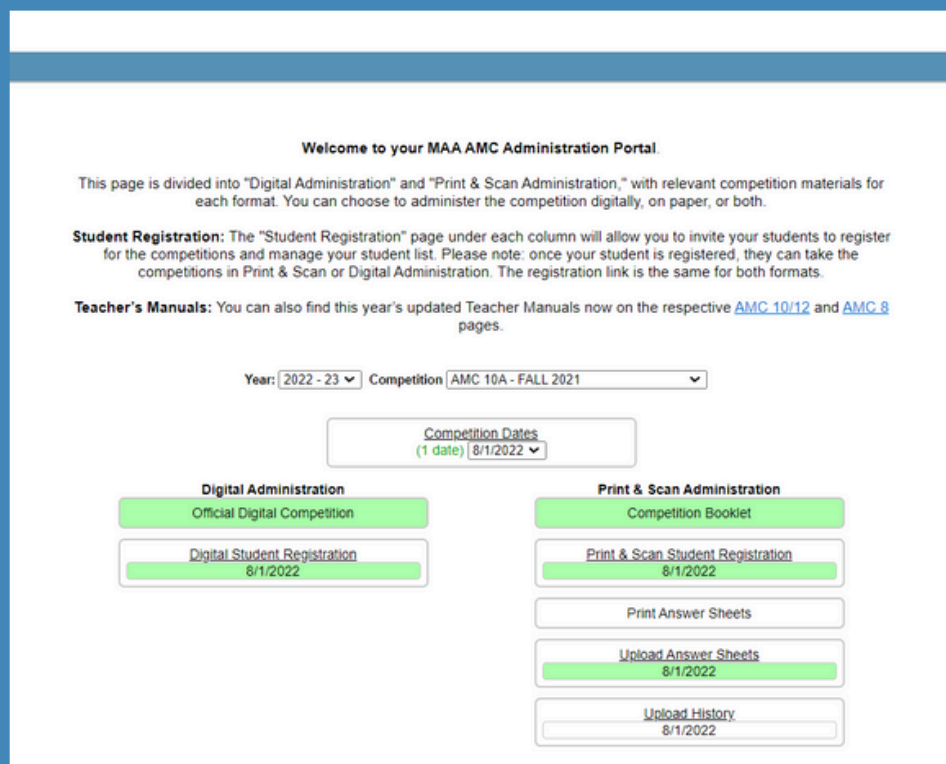 Welcome to your MAA AMC Administration Portal.
This page is divided into "Digital Administration" and "Print & Scan Administration," with relevant competition materials for
each format. You can choose to administer the competition digitally, on paper, or both.
Student Registration: The "Student Registration" page under each column will allow you to invite your students to register
for the competitions and manage your student list. Please note: once your student is registered, they can take the
competitions in Print & Scan or Digital Administration. The registration link is the same for both formats.
Teacher's Manuals: You can also find this year's updated Teacher Manuals now on the respective AMC 10/12 and AMC 8
pages.
Year: 2022 - 23 Competition AMC 10A - FALL 2021
Competition Dates
(1 date) 8/1/2022
Digital Administration
Official Digital Competition
Digital Student Registration
8/1/2022
Print & Scan Administration
Competition Booklet
Print & Scan Student Registration
8/1/2022
Print Answer Sheets
Upload Answer Sheets
8/1/2022
Upload History
8/1/2022